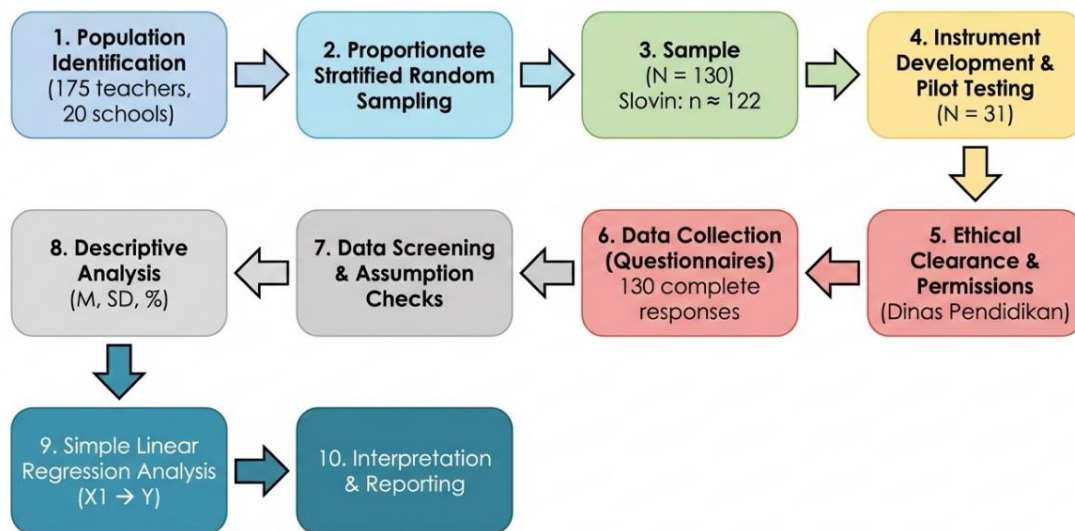 1. Population
Identification
(175 teachers,
20 schools)
2. Proportionate
Stratified Random
Sampling
3. Sample
(N = 130)
Slovin: n ≈ 122
4. Instrument
Development &
Pilot Testing
(N = 31)
5. Ethical
Clearance &
Permissions
(Dinas Pendidikan)
6. Data Collection
(Questionnaires)
130 complete
responses
7. Data Screening
& Assumption
Checks
8. Descriptive
Analysis
(M, SD, %)
9. Simple Linear
Regression Analysis
(X1 → Y)
10. Interpretation
& Reporting